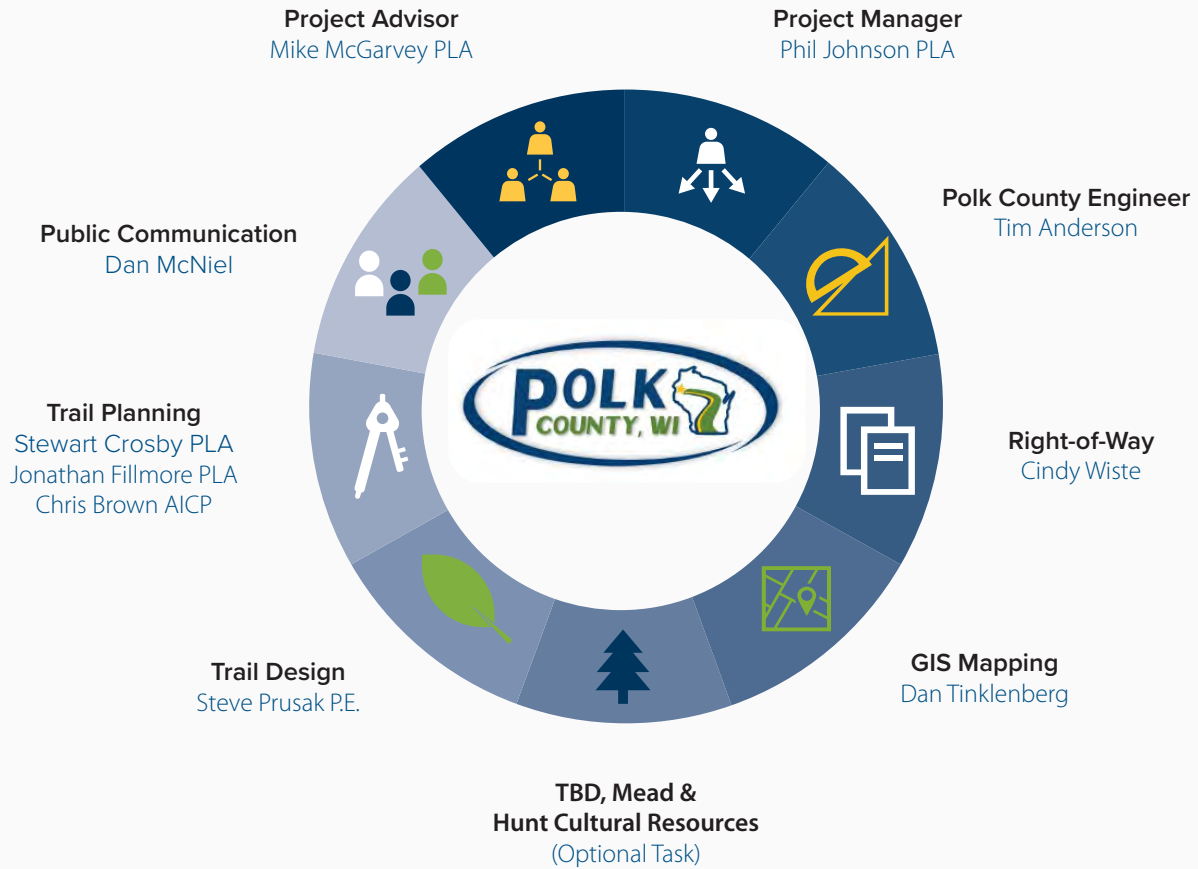 Project Advisor
Mike McGarvey PLA
Project Manager
Phil Johnson PLA
Polk County Engineer
Tim Anderson
Public Communication
Dan McNiel
POLK
COUNTY, WI
Trail Planning
Stewart Crosby PLA
Jonathan Fillmore PLA
Chris Brown AICP
Right-of-Way
Cindy Wiste
Trail Design
Steve Prusak P.E.
GIS Mapping
Dan Tinklenberg
TBD, Mead &
Hunt Cultural Resources
(Optional Task)